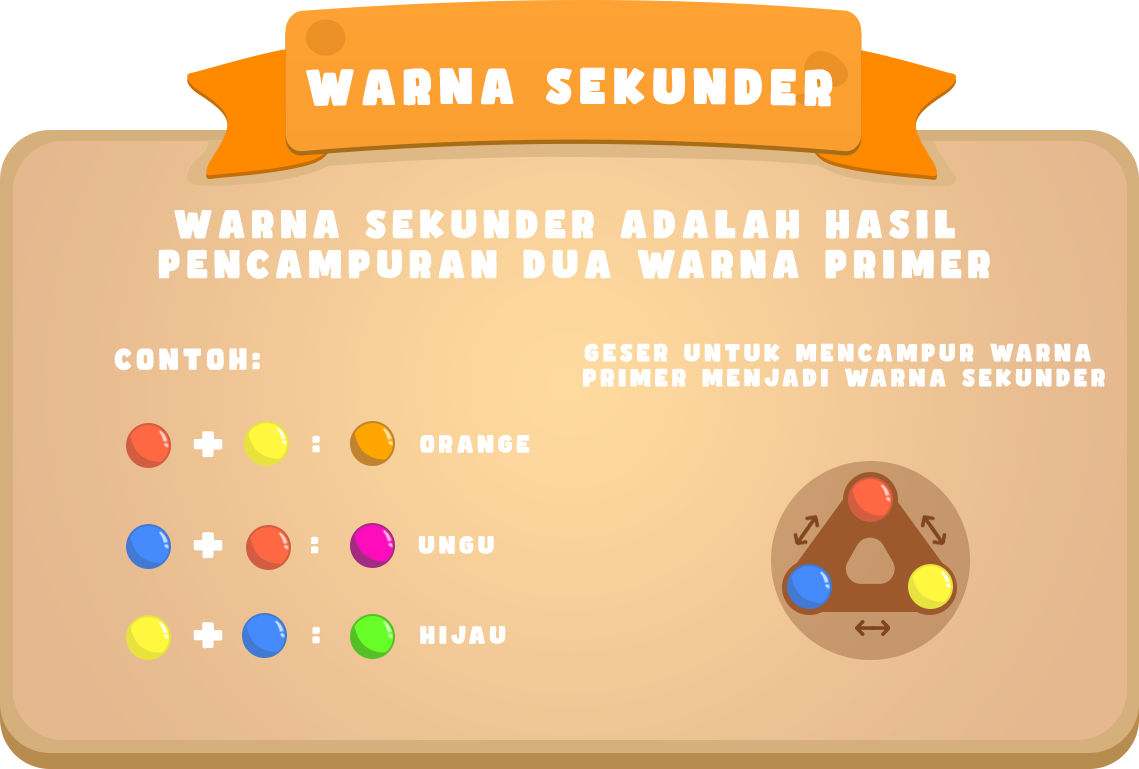 WARNA SEKUNDER
WARNA SEKUNDER ADALAH HASIL
PENCAMPURAN DUA WARNA PRIMER
CONTOH:
GESER UNTUK MENCAMPUR WARNA
PRIMER MENJADI WARNA SEKUNDER
+ : ORANGE
+ : UNGU
+ : HIJAU